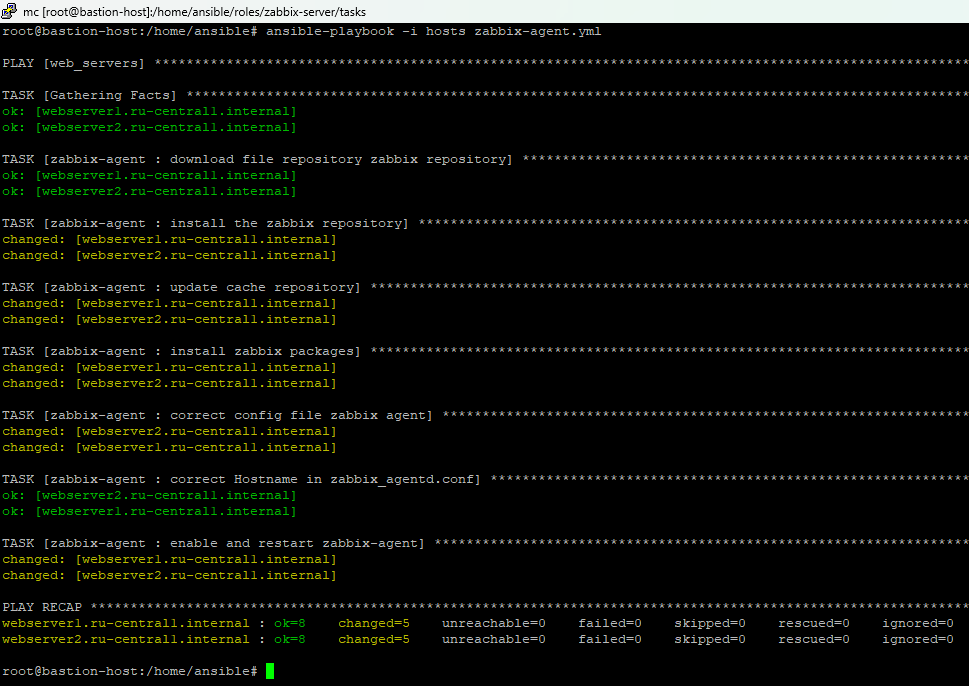 mc [root@bastion-host]:/home/ansible/roles/zabbix-server/tasks
root@bastion-host:/home/ansible# ansible-playbook -i hosts zabbix-agent.yml
PLAY [web_servers] ******************************************************************************************************
TASK [Gathering Facts] **************************************************************************************************
ok: [webserver1.ru-central1.internal]
ok: [webserver2.ru-central1.internal]
TASK [zabbix-agent : download file repository zabbix repository] ********************************************************
ok: [webserver1.ru-central1.internal]
ok: [webserver2.ru-central1.internal]
TASK [zabbix-agent : install the zabbix repository] *********************************************************************
changed: [webserver1.ru-central1.internal]
changed: [webserver2.ru-central1.internal]
TASK [zabbix-agent : update cache repository] ***************************************************************************
changed: [webserver1.ru-central1.internal]
changed: [webserver2.ru-central1.internal]
TASK [zabbix-agent : install zabbix packages] ***************************************************************************
changed: [webserver1.ru-central1.internal]
changed: [webserver2.ru-central1.internal]
TASK [zabbix-agent : correct config file zabbix agent] ******************************************************************
changed: [webserver2.ru-central1.internal]
changed: [webserver1.ru-central1.internal]
TASK [zabbix-agent : correct Hostname in zabbix_agentd.conf] ************************************************************
ok: [webserver2.ru-central1.internal]
ok: [webserver1.ru-central1.internal]
TASK [zabbix-agent : enable and restart zabbix-agent] *******************************************************************
changed: [webserver1.ru-central1.internal]
changed: [webserver2.ru-central1.internal]
PLAY RECAP **************************************************************************************************************
webserver1.ru-central1.internal : ok=8    changed=5    unreachable=0    failed=0    skipped=0    rescued=0    ignored=0
webserver2.ru-central1.internal : ok=8    changed=5    unreachable=0    failed=0    skipped=0    rescued=0    ignored=0
root@bastion-host:/home/ansible#